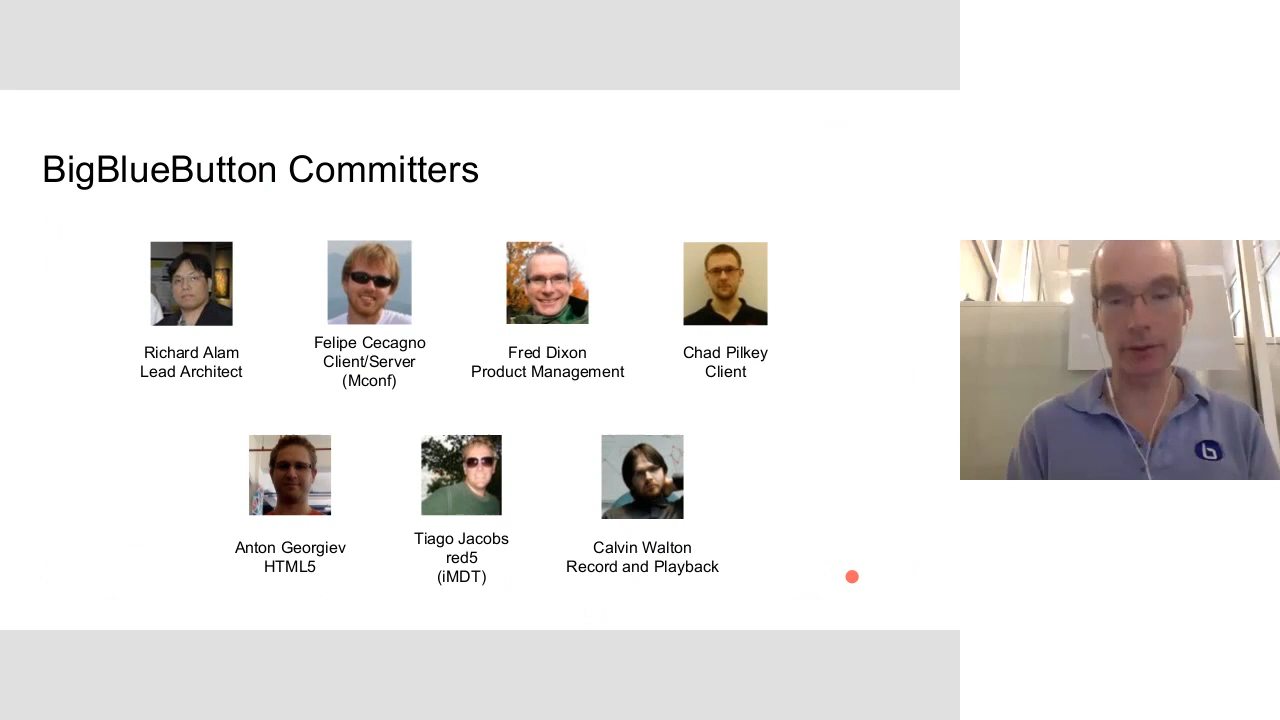 BigBlueButton Committers
Richard Alam
Lead Architect
Felipe Cecagno
Client/Server
(Mconf)
Fred Dixon
Product Management
Chad Pilkey
Client
Anton Georgiev
HTML5
Tiago Jacobs
red5
(iMDT)
Calvin Walton
Record and Playback
b